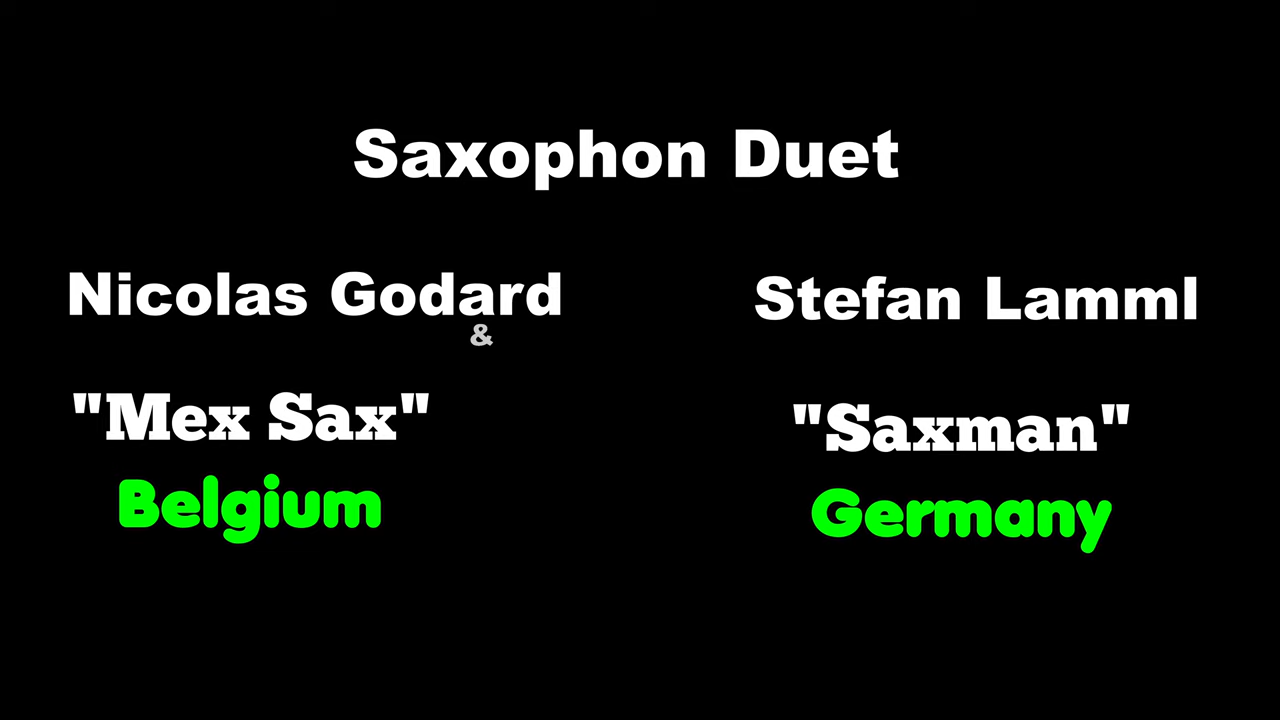 Saxophon Duet
Nicolas Godard
&
Stefan Lamml
"Mex Sax"
"Saxman"
Belgium
Germany